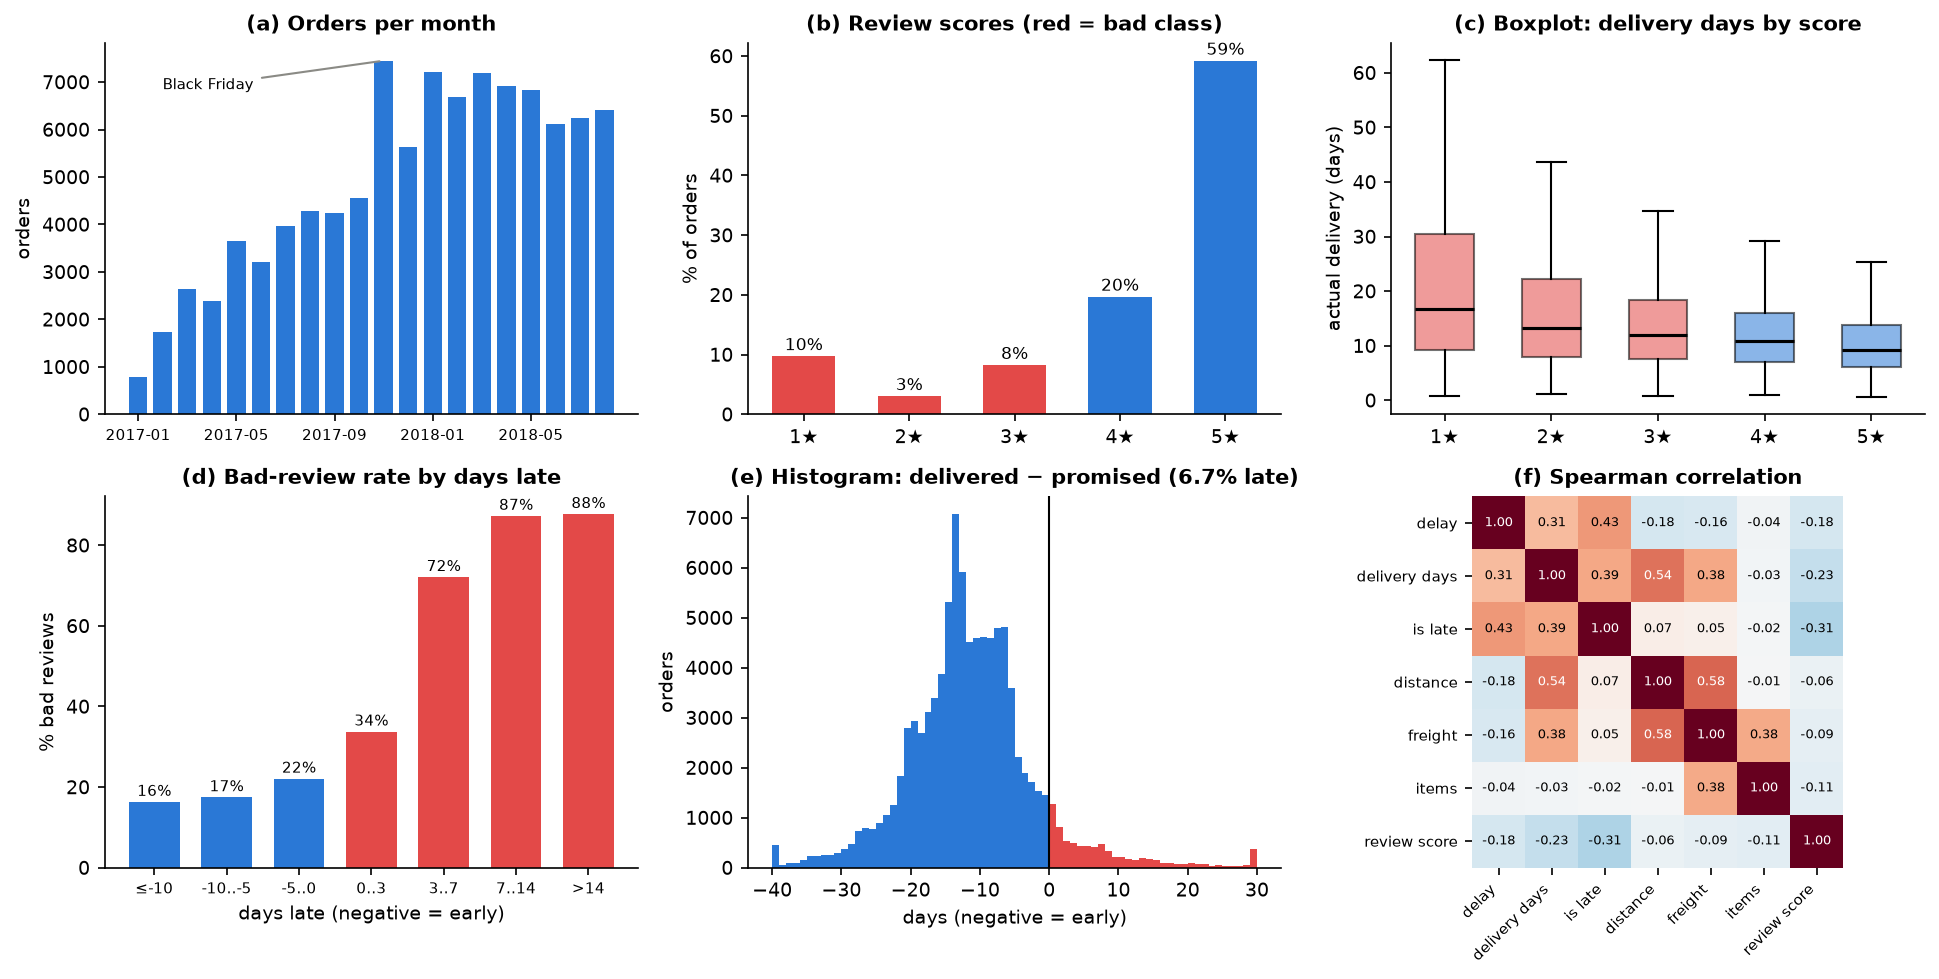 (a) Orders per month
orders
7000
6000
5000
4000
3000
2000
1000
0
Black Friday
2017-01 2017-05 2017-09 2018-01 2018-05
(b) Review scores (red = bad class)
% of orders
60
50
40
30
20
10
0
10% 3% 8% 20% 59%
1★ 2★ 3★ 4★ 5★
(c) Boxplot: delivery days by score
actual delivery (days)
60
50
40
30
20
10
0
1★ 2★ 3★ 4★ 5★
(d) Bad-review rate by days late
% bad reviews
80
60
40
20
0
16% 17% 22% 34% 72% 87% 88%
≤-10 -10..-5 -5..0 0..3 3..7 7..14 >14
days late (negative = early)
(e) Histogram: delivered − promised (6.7% late)
orders
7000
6000
5000
4000
3000
2000
1000
0
−40 −30 −20 −10 0 10 20 30
days (negative = early)
(f) Spearman correlation
delay 1.00 0.31 0.43 -0.18 -0.16 -0.04 -0.18
delivery days 0.31 1.00 0.39 0.54 0.38 -0.03 -0.23
is late 0.43 0.39 1.00 0.07 0.05 -0.02 -0.31
distance -0.18 0.54 0.07 1.00 0.58 -0.01 -0.06
freight -0.16 0.38 0.05 0.58 1.00 0.38 -0.09
items -0.04 -0.03 -0.02 -0.01 0.38 1.00 -0.11
review score -0.18 -0.23 -0.31 -0.06 -0.09 -0.11 1.00
delay delivery days is late distance freight items review score